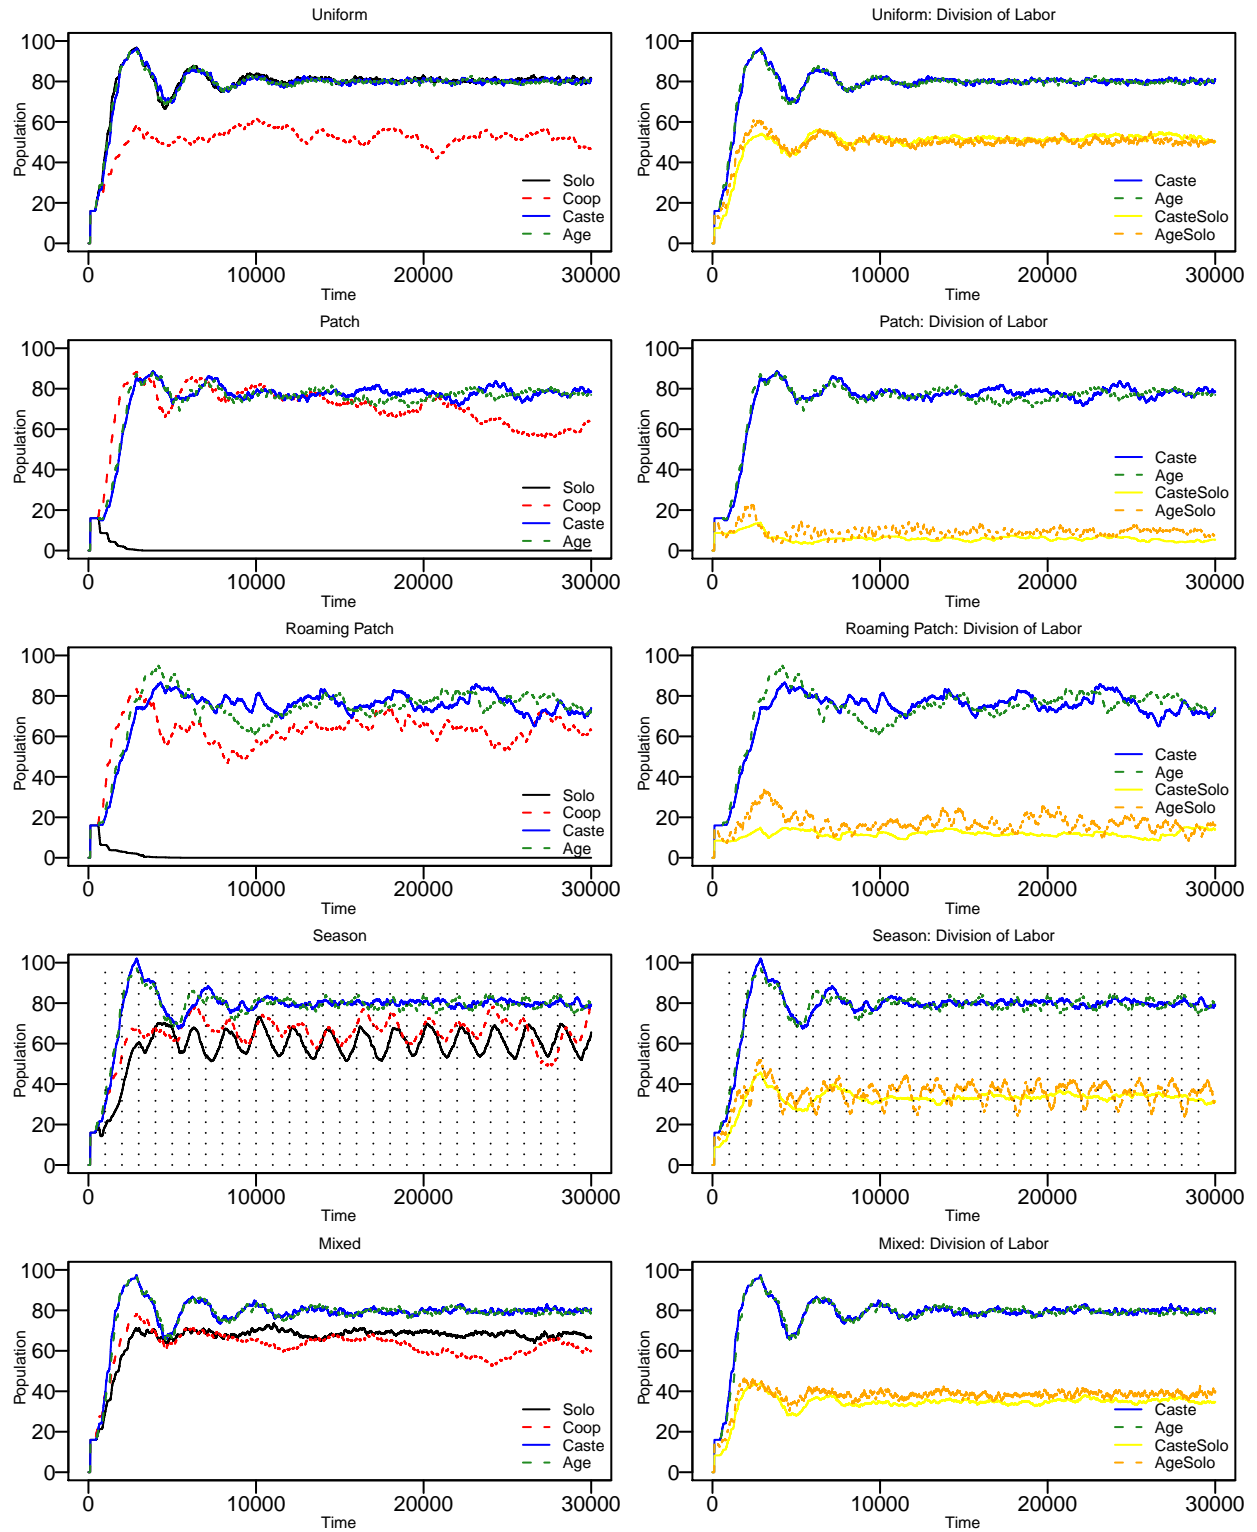 Uniform
Population
100
80
60
40
20
0
Solo
Coop
Caste
Age
0 10000 20000 30000
Time
Uniform: Division of Labor
Population
100
80
60
40
20
0
Caste
Age
CasteSolo
AgeSolo
0 10000 20000 30000
Time
Patch
Population
100
80
60
40
20
0
Solo
Coop
Caste
Age
0 10000 20000 30000
Time
Patch: Division of Labor
Population
100
80
60
40
20
0
Caste
Age
CasteSolo
AgeSolo
0 10000 20000 30000
Time
Roaming Patch
Population
100
80
60
40
20
0
Solo
Coop
Caste
Age
0 10000 20000 30000
Time
Roaming Patch: Division of Labor
Population
100
80
60
40
20
0
Caste
Age
CasteSolo
AgeSolo
0 10000 20000 30000
Time
Season
Population
100
80
60
40
20
0
0 10000 20000 30000
Time
Season: Division of Labor
Population
100
80
60
40
20
0
0 10000 20000 30000
Time
Mixed
Population
100
80
60
40
20
0
Solo
Coop
Caste
Age
0 10000 20000 30000
Time
Mixed: Division of Labor
Population
100
80
60
40
20
0
Caste
Age
CasteSolo
AgeSolo
0 10000 20000 30000
Time